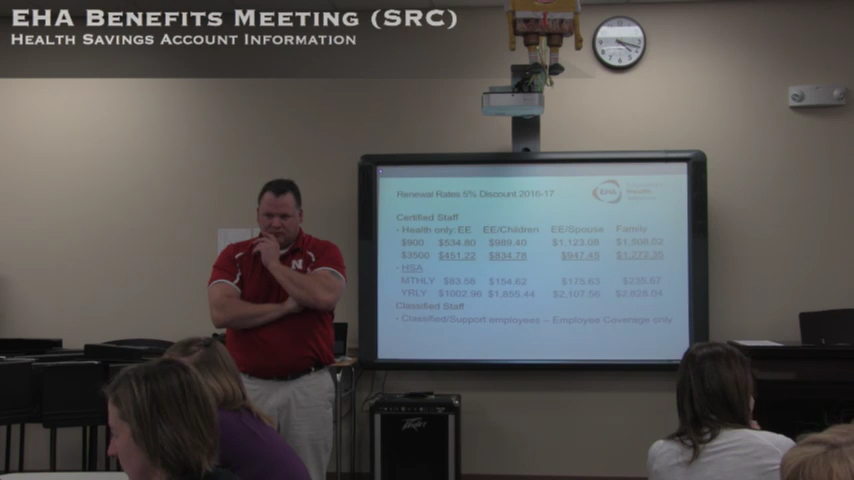 EHA BENEFITS MEETING (SRC)
HEALTH SAVINGS ACCOUNT INFORMATION
Renewal Rates 5% Discount 2016-17
EHA
Certified Staff
- Health only: EE EE/Children EE/Spouse Family
$900 $534.80 $989.40 $1,123.08 $1,508.02
$3500 $451.22 $834.78 $947.45 $1,272.35
- HSA
MTHLY $83.58 $154.62 $175.63 $235.67
YRLY $1002.96 $1,855.44 $2,107.56 $2,828.04
Classified Staff
- Classified/Support employees – Employee Coverage only
N
PEAVEY